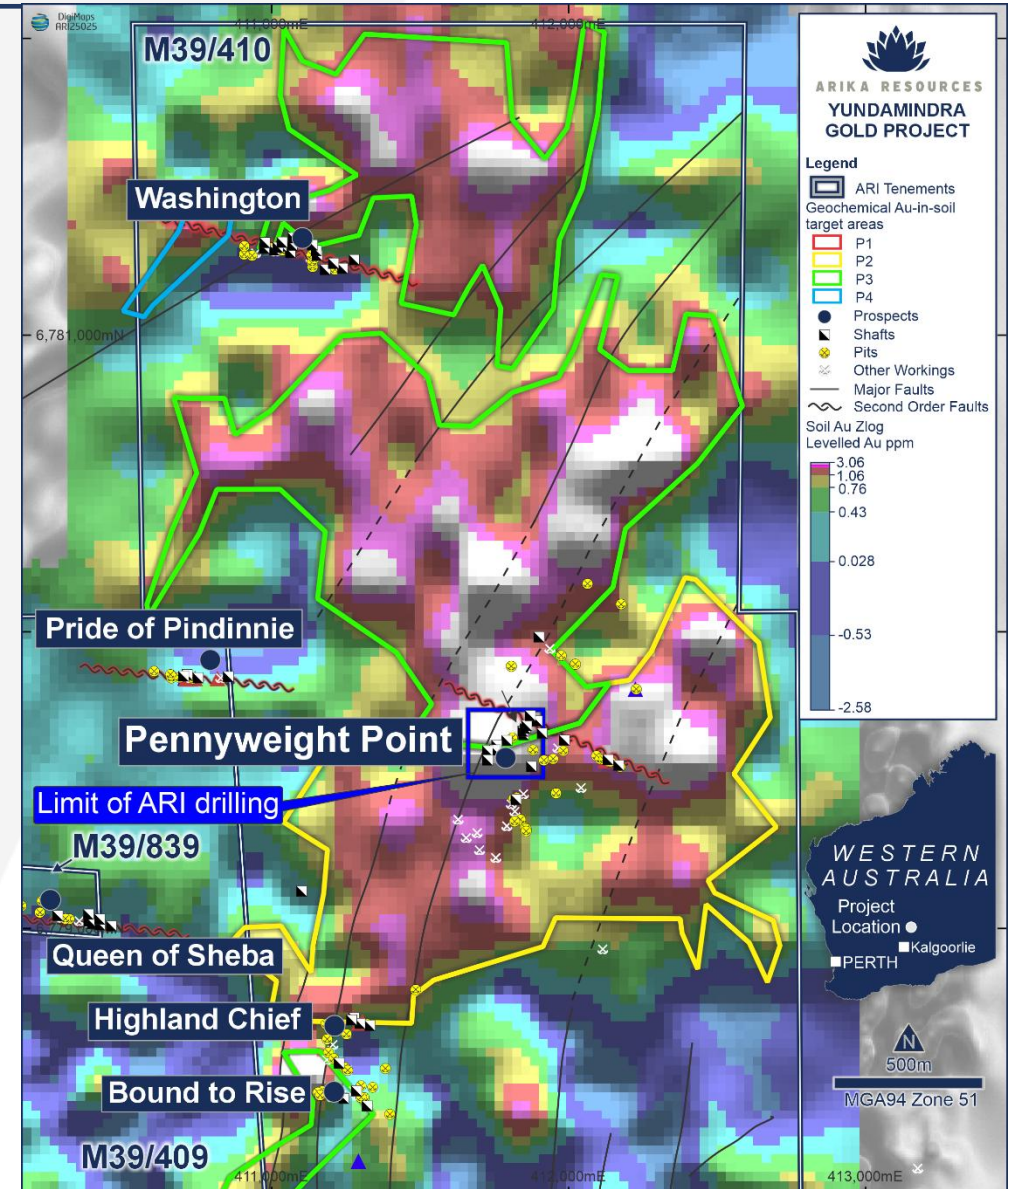 DigiMaps
ARI25025
411,000mE
412,000mE
M39/410
Washington
6,781,000mN
Pride of Pindinnie
Pennyweight Point
Limit of ARI drilling
M39/839
Queen of Sheba
Highland Chief
Bound to Rise
M39/409
411,000mE
412,000mE
413,000mE
ARIKA RESOURCES
YUNDAMINDRA
GOLD PROJECT
Legend
ARI Tenements
Geochemical Au-in-soil
target areas
P1
P2
P3
P4
Prospects
Shafts
Pits
Other Workings
Major Faults
Second Order Faults
Soil Au Zlog
Levelled Au ppm
3.06
1.06
0.76
0.43
0.028
-0.53
-2.58
WESTERN
AUSTRALIA
Project
Location
Kalgoorlie
PERTH
N
500m
MGA94 Zone 51